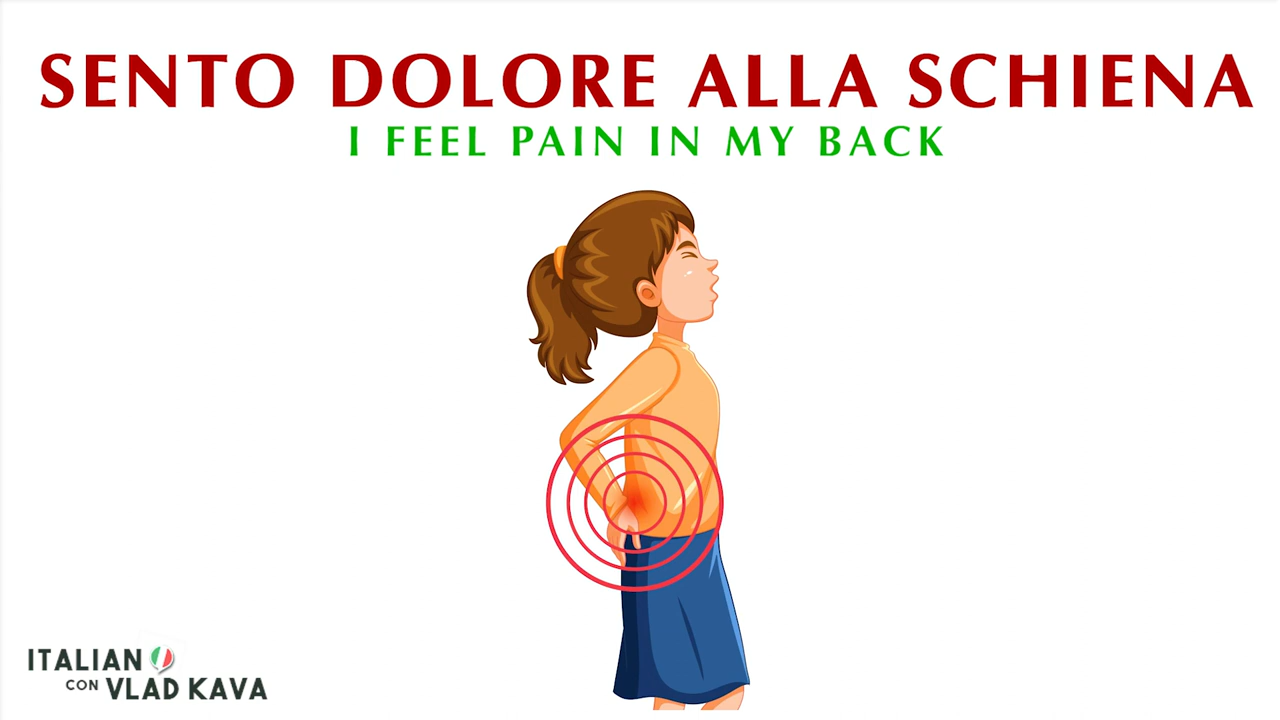 SENTO DOLORE ALLA SCHIENA
I FEEL PAIN IN MY BACK
ITALIAN
CON VLAD KAVA